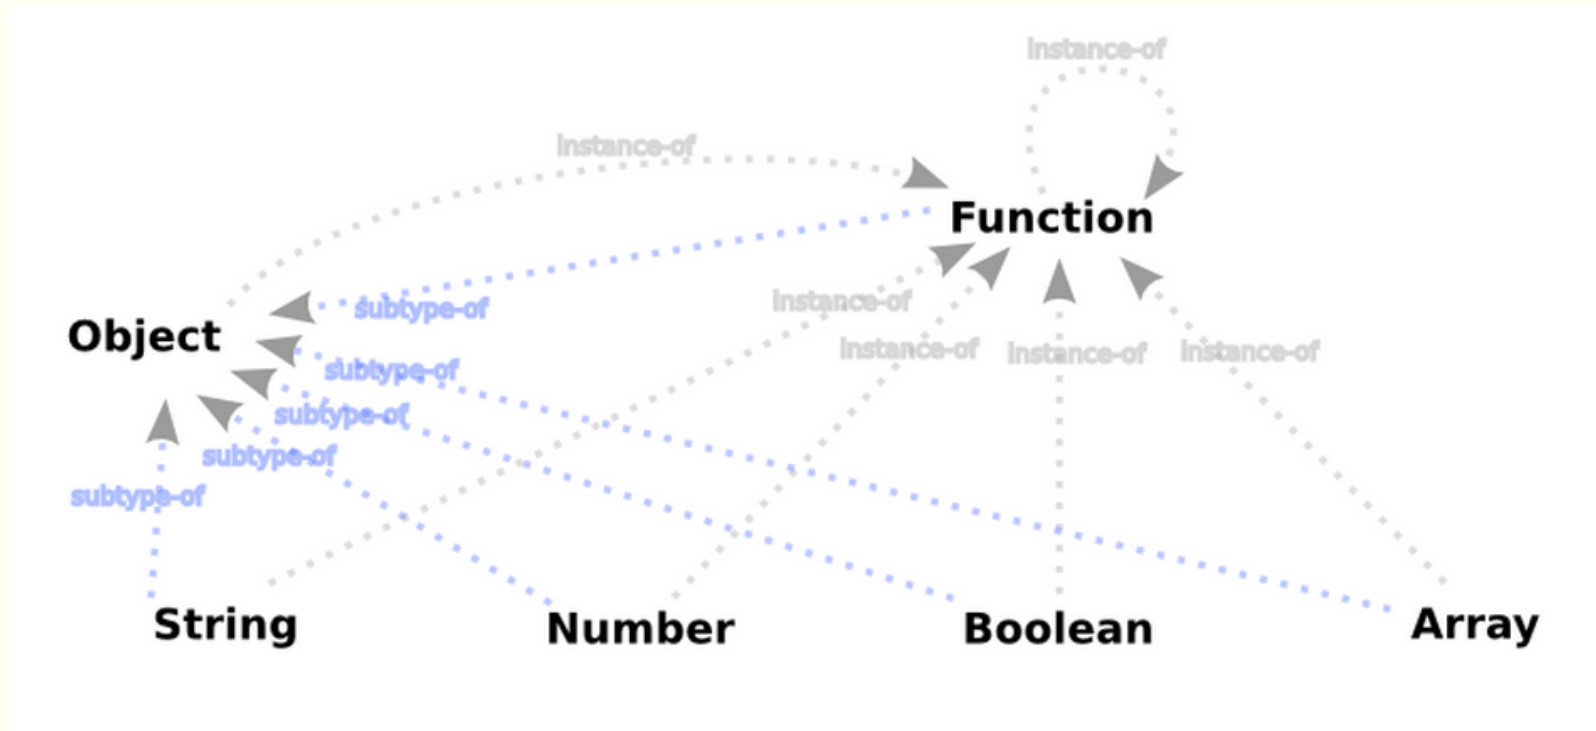 instance-of
instance-of
Function
instance-of
subtype-of
Object
instance-of
instance-of
instance-of
subtype-of
subtype-of
subtype-of
subtype-of
String
Number
Boolean
Array